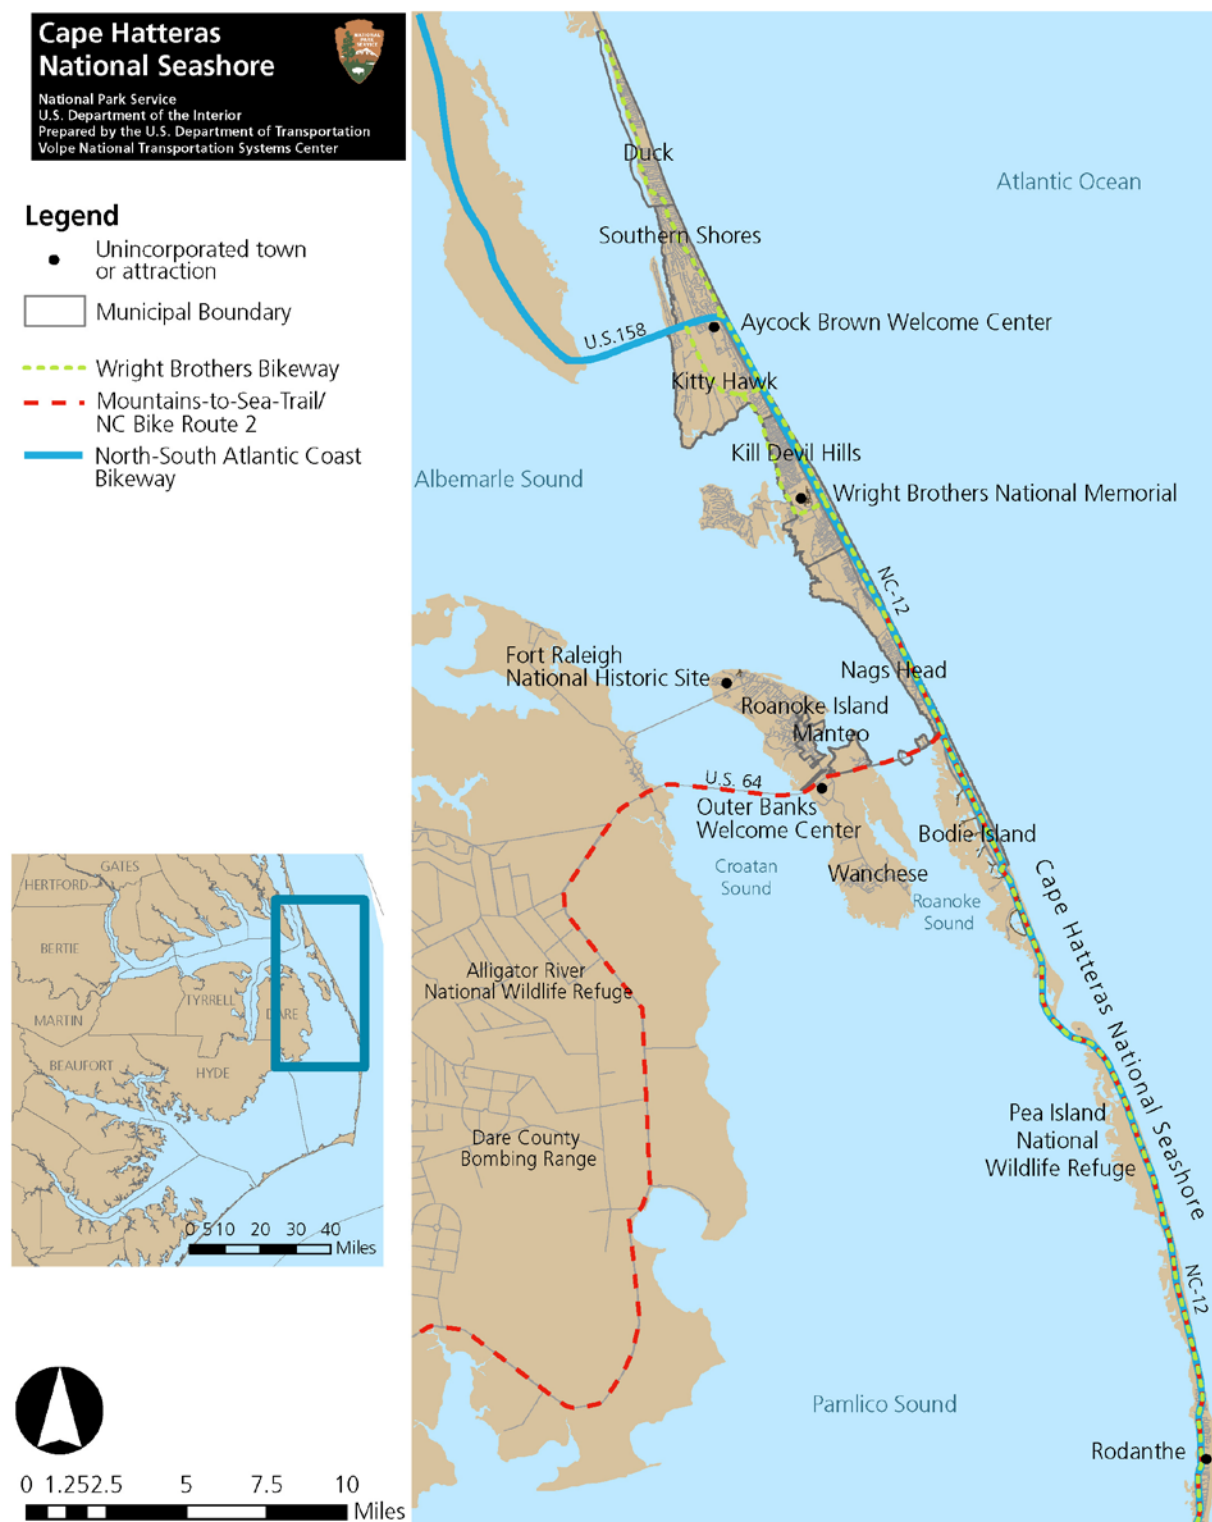 Cape Hatteras
National Seashore
NATIONAL
PARK
SERVICE
National Park Service
U.S. Department of the Interior
Prepared by the U.S. Department of Transportation
Volpe National Transportation Systems Center
Legend
Unincorporated town
or attraction
Municipal Boundary
Wright Brothers Bikeway
Mountains-to-Sea-Trail/
NC Bike Route 2
North-South Atlantic Coast
Bikeway
Duck
Atlantic Ocean
Southern Shores
U.S.158
Aycock Brown Welcome Center
Kitty Hawk
Kill Devil Hills
Albemarle Sound
Wright Brothers National Memorial
NC-12
Fort Raleigh
National Historic Site
Nags Head
Roanoke Island
Manteo
U.S. 64
Outer Banks
Welcome Center
Bodie Island
Croatan
Sound
Wanchese
Roanoke
Sound
Cape Hatteras National Seashore
Alligator River
National Wildlife Refuge
Pea Island
National
Wildlife Refuge
Dare County
Bombing Range
NC-12
Pamlico Sound
Rodanthe
GATES
HERTFORD
BERTIE
TYRRELL
DARE
MARTIN
BEAUFORT
HYDE
0 510 20 30 40
Miles
0 1.252.5 5 7.5 10
Miles